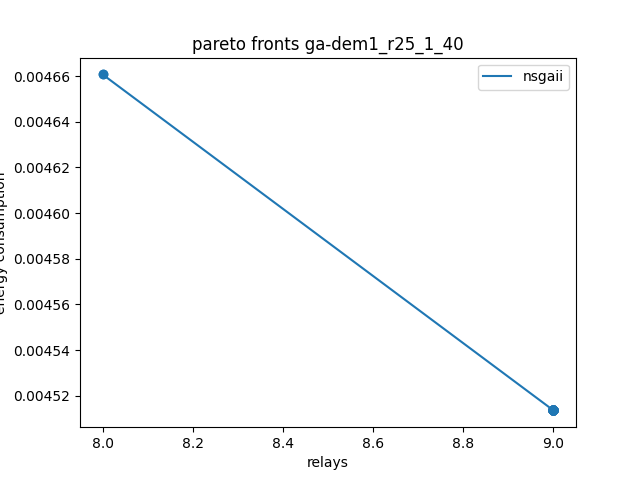 pareto fronts ga-dem1_r25_1_40
nsgaii
0.00466
0.00464
0.00462
0.00460
0.00458
0.00456
0.00454
0.00452
energy consumption
8.0 8.2 8.4 8.6 8.8 9.0
relays